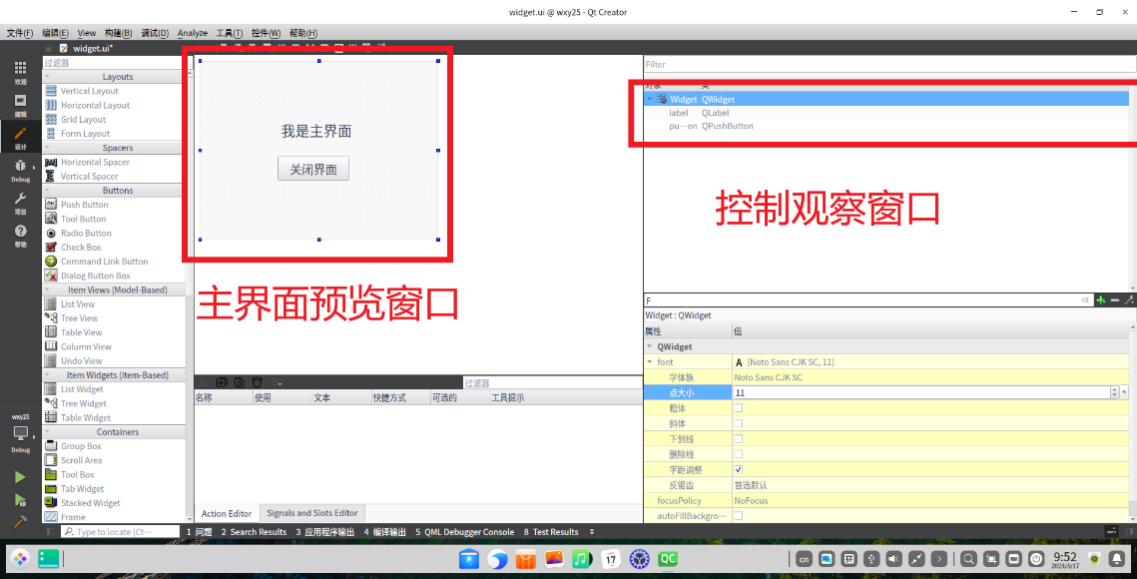 widget.ui @ wxy25 - Qt Creator
文件(F) 编辑(E) View 构建(B) 调试(D) Analyze 工具(T) 控件(W) 帮助(H)
widget.ui*
过滤器
Layouts
Vertical Layout
Horizontal Layout
Grid Layout
Form Layout
Spacers
Horizontal Spacer
Vertical Spacer
Buttons
Push Button
Tool Button
Radio Button
Check Box
Command Link Button
Dialog Button Box
Item Views (Model-Based)
List View
Tree View
Table View
Column View
Undo View
Item Widgets (Item-Based)
List Widget
Tree Widget
Table Widget
Containers
Group Box
Scroll Area
Tool Box
Tab Widget
Stacked Widget
Frame
欢迎
编辑
设计
Debug
项目
帮助
wxy25
Debug
我是主界面
关闭界面
主界面预览窗口
过滤器
名称 使用 文本 快捷方式 可选的 工具提示
Action Editor Signals and Slots Editor
Filter
对象 类
Widget QWidget
label QLabel
pu···on QPushButton
控制观察窗口
F
Widget : QWidget
属性 值
QWidget
font A [Noto Sans CJK SC, 11]
字体族 Noto Sans CJK SC
点大小 11
粗体
斜体
下划线
删除线
字距调整
反锯齿 首选默认
focusPolicy NoFocus
autoFillBackgro···
Type to locate (Ct···
1 问题 2 Search Results 3 应用程序输出 4 编译输出 5 QML Debugger Console 8 Test Results
17
QC
cn
9:52
2023/3/17